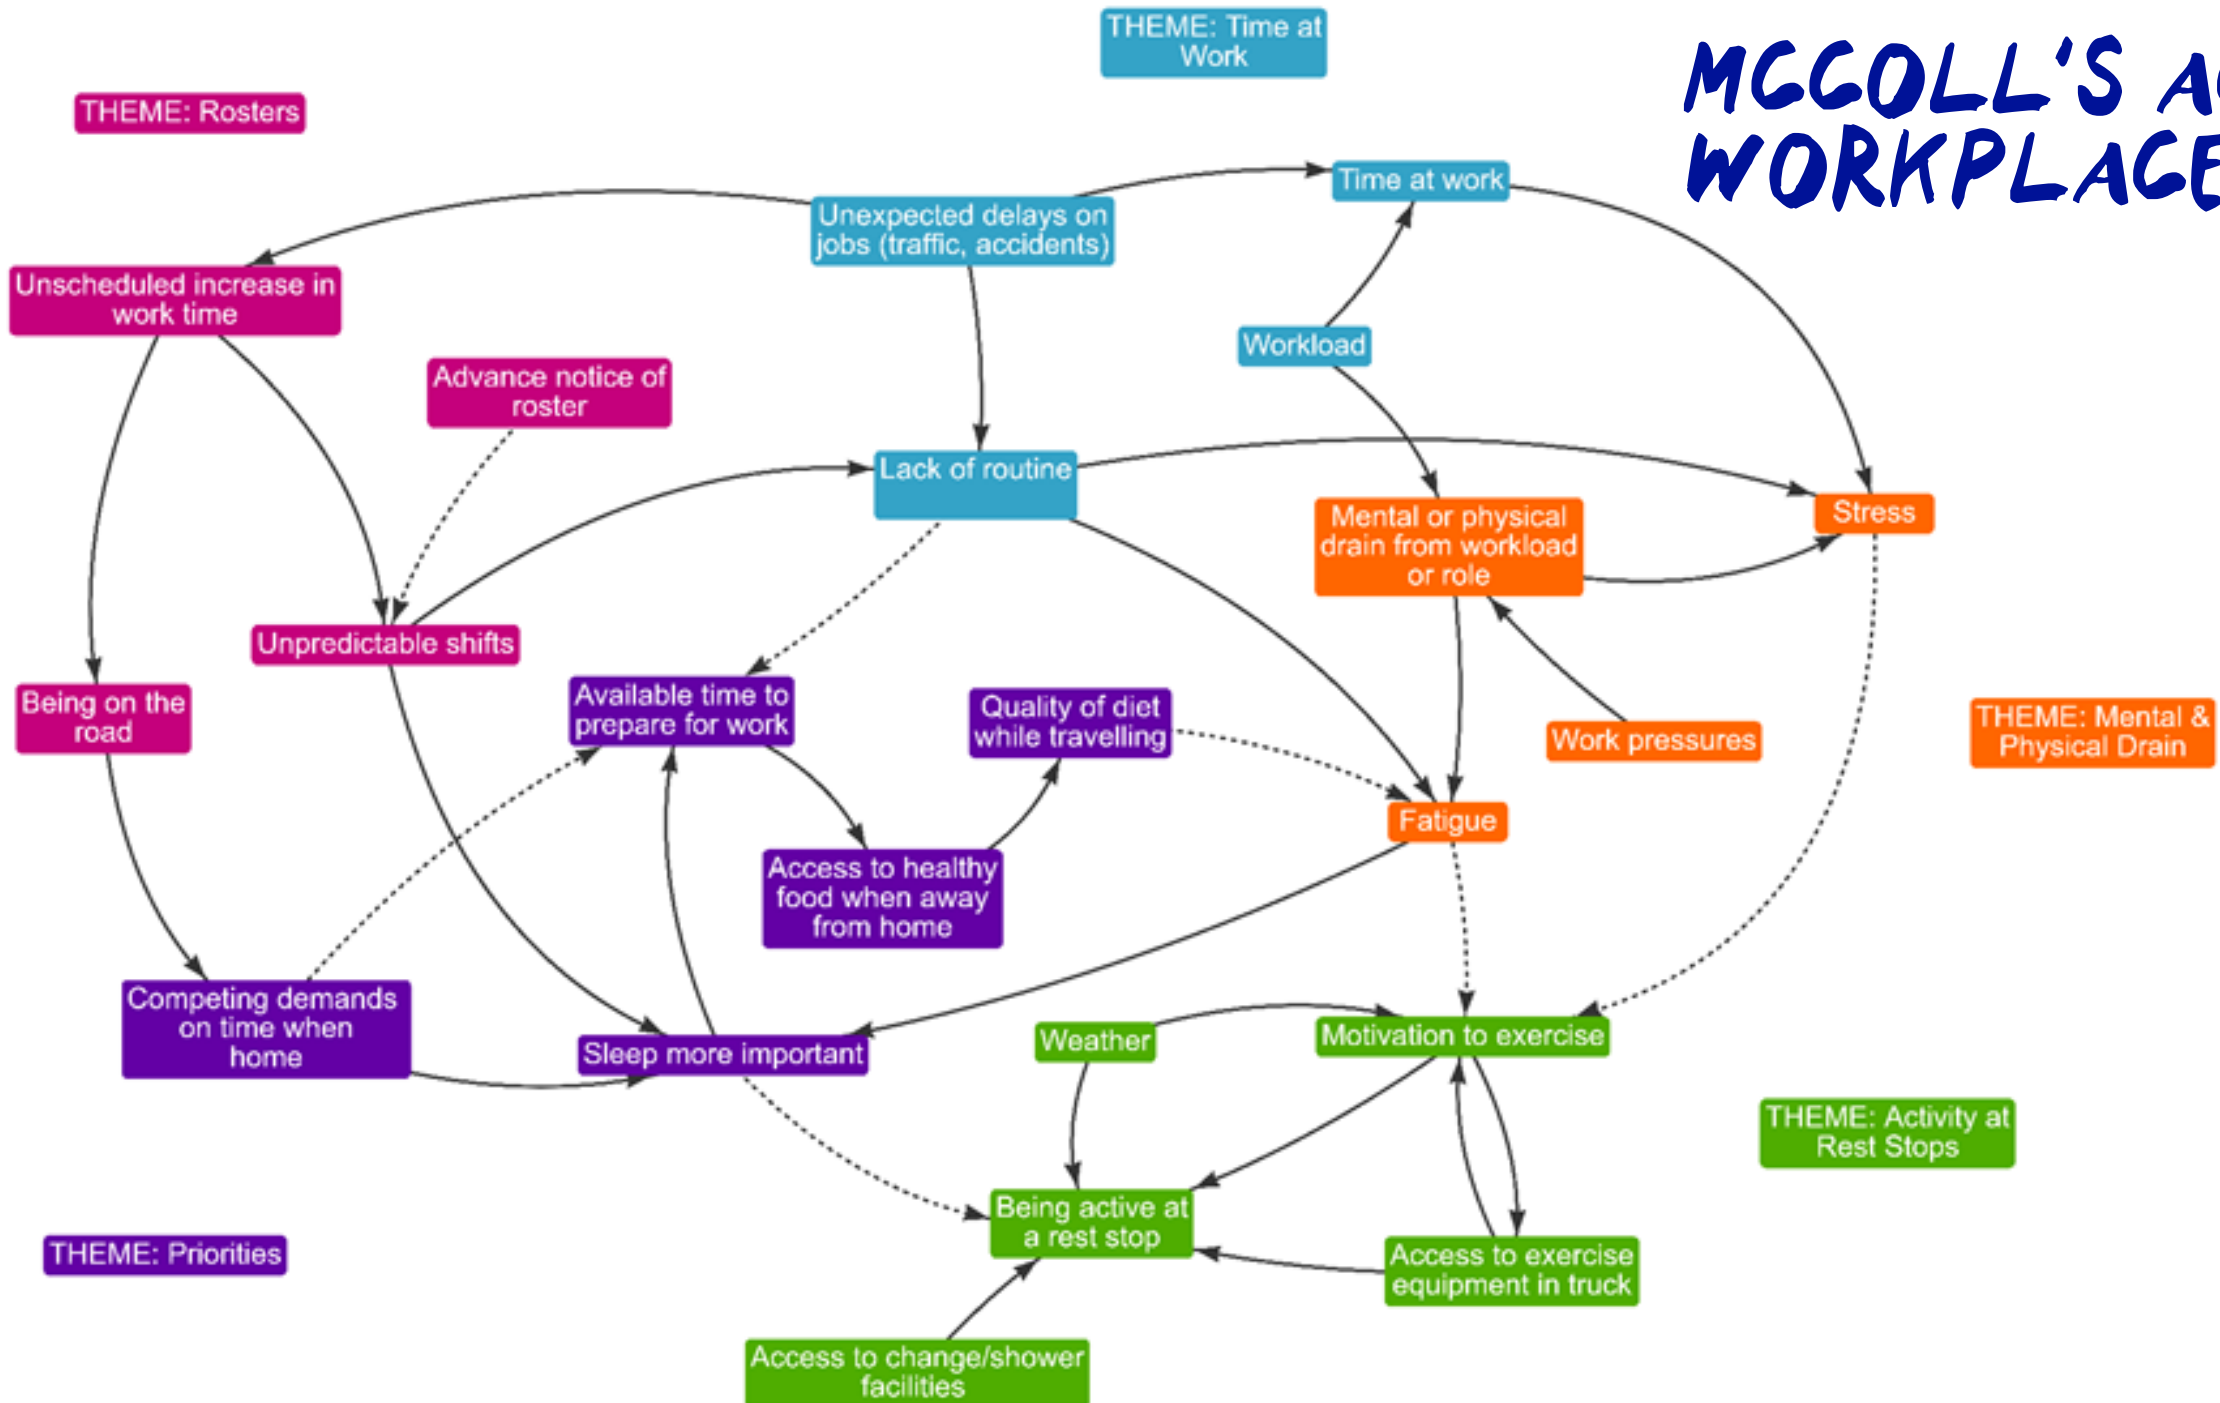 THEME: Time at
Work
MCCOLL'S
WORKPLACE
THEME: Rosters
Time at work
Unexpected delays on
jobs (traffic, accidents)
Unscheduled increase in
work time
Workload
Advance notice of
roster
Lack of routine
Mental or physical
drain from workload
or role
Stress
Unpredictable shifts
Being on the
road
Available time to
prepare for work
Quality of diet
while travelling
Work pressures
THEME: Mental &
Physical Drain
Fatigue
Access to healthy
food when away
from home
Competing demands
on time when
home
Sleep more important
Weather
Motivation to exercise
THEME: Activity at
Rest Stops
Being active at
a rest stop
THEME: Priorities
Access to exercise
equipment in truck
Access to change/shower
facilities